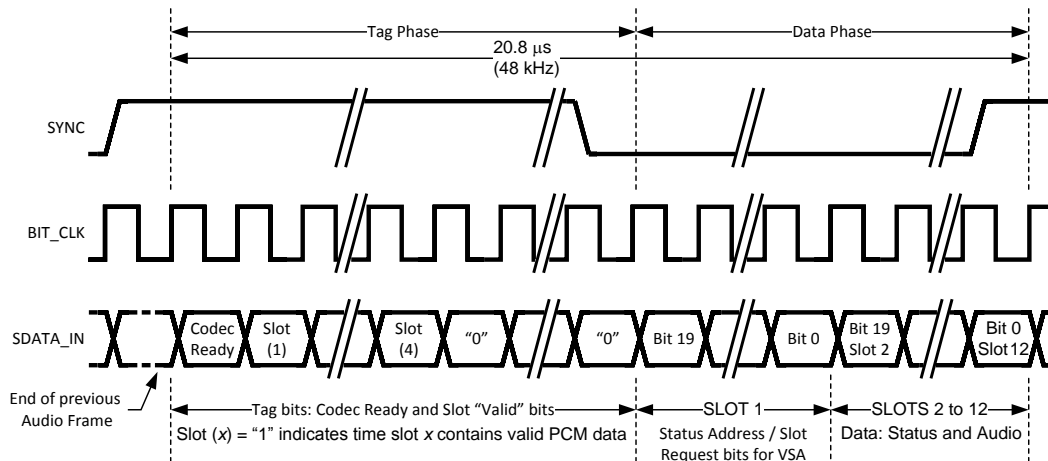 Tag Phase
Data Phase
20.8 μs
(48 kHz)
SYNC
BIT_CLK
SDATA_IN
Codec
Ready
Slot
(1)
Slot
(4)
“0”
“0”
Bit 19
Bit 0
Bit 19
Slot 2
Bit 0
Slot12
End of previous
Audio Frame
Tag bits: Codec Ready and Slot “Valid” bits
Slot (x) = “1” indicates time slot x contains valid PCM data
SLOT 1
Status Address / Slot
Request bits for VSA
SLOTS 2 to 12
Data: Status and Audio